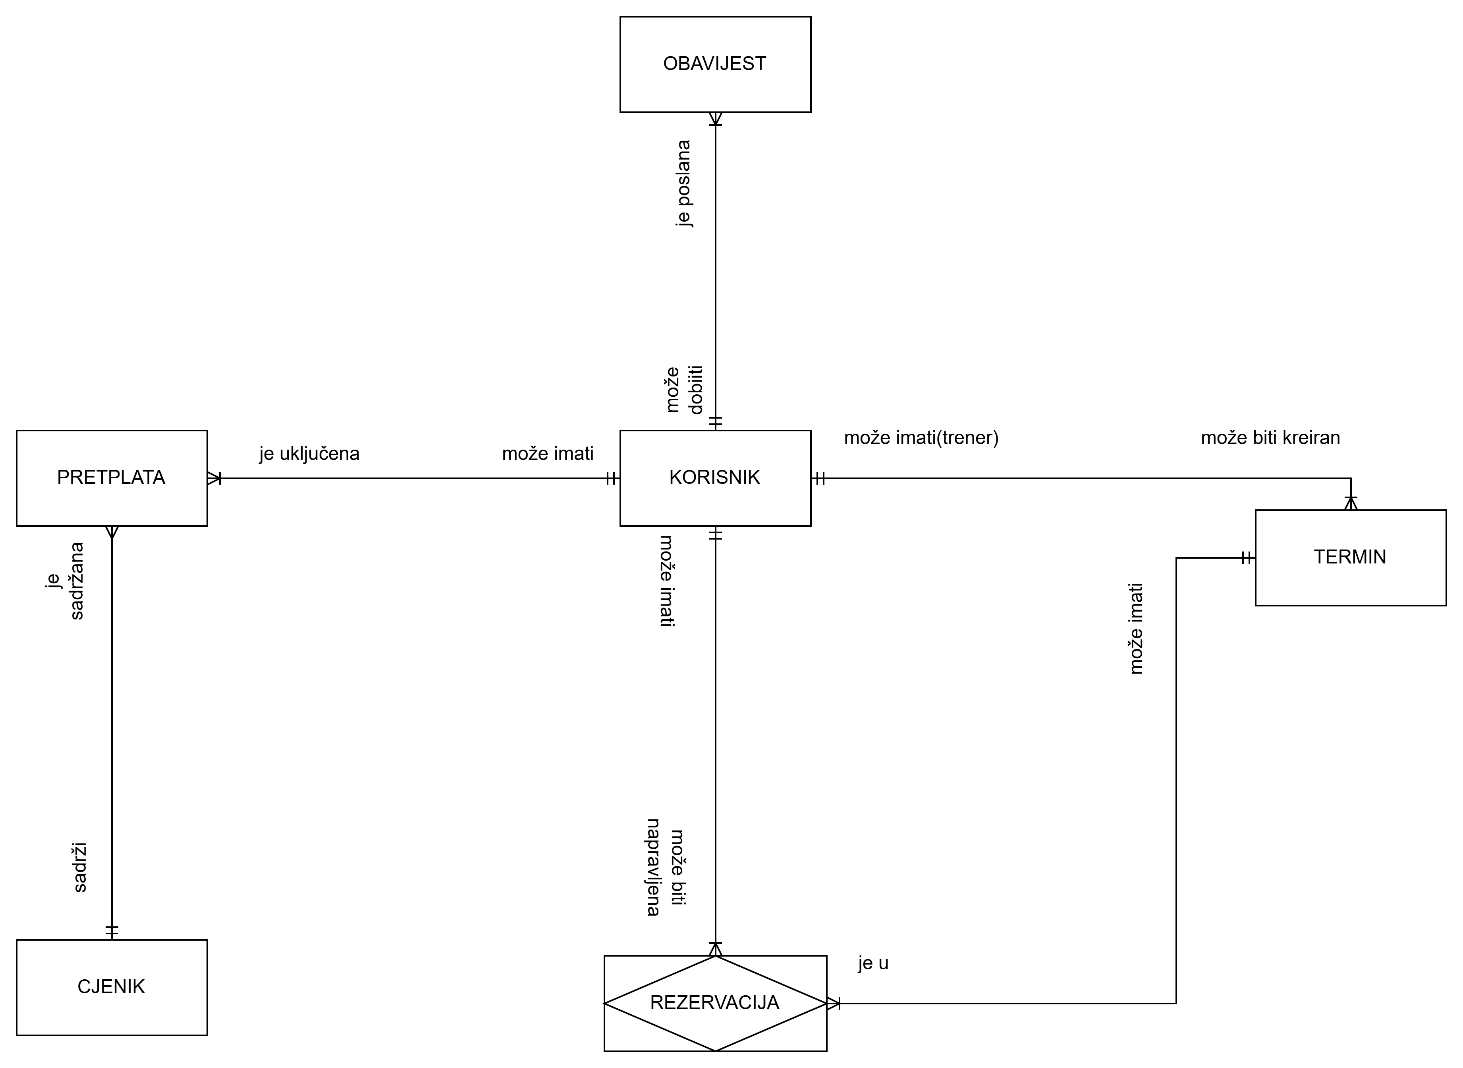 OBAVIJEST
je poslana
može
dobiiti
PRETPLATA
je uključena
može imati
KORISNIK
može imati(trener)
može biti kreiran
TERMIN
je
sadržana
može imati
može imati
sadrži
može biti
napravljena
CJENIK
REZERVACIJA
je u